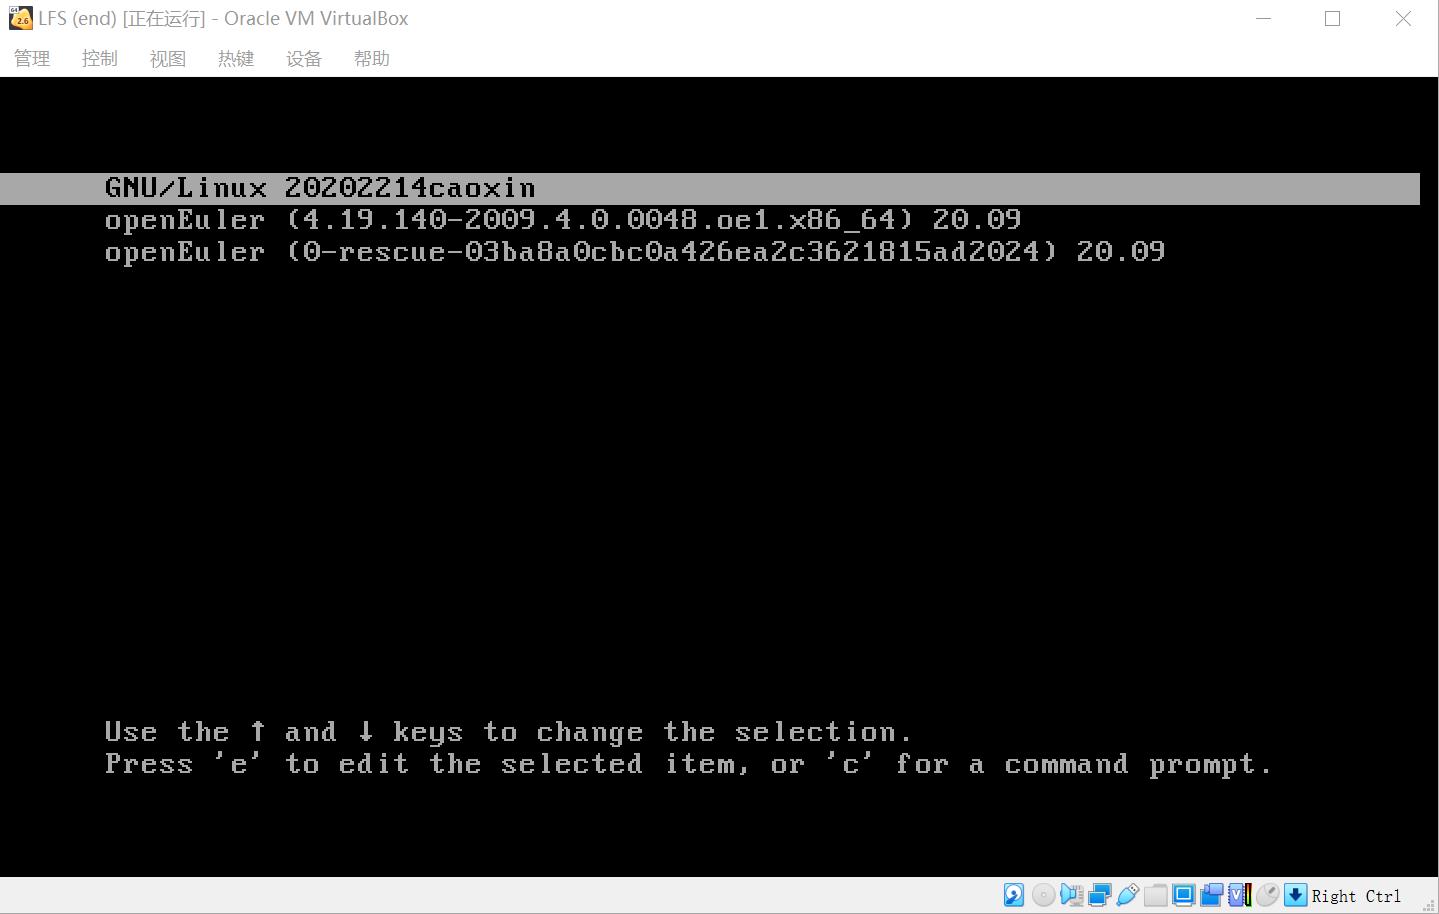 LFS (end) [正在运行] - Oracle VM VirtualBox
管理 控制 视图 热键 设备 帮助
GNU/Linux 20202214caoxin
openEuler (4.19.140-2009.4.0.0048.oe1.x86_64) 20.09
openEuler (0-rescue-03ba8a0cbc0a426ea2c3621815ad2024) 20.09
Use the ↑ and ↓ keys to change the selection.
Press 'e' to edit the selected item, or 'c' for a command prompt.
Right Ctrl